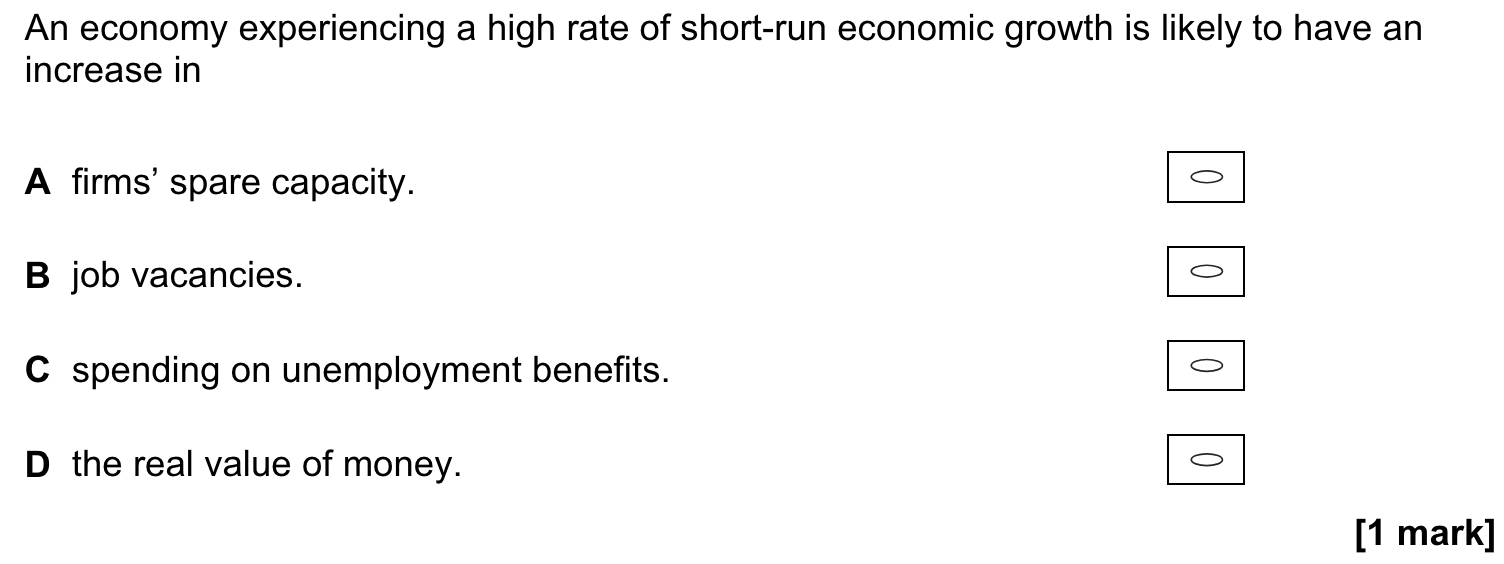 An economy experiencing a high rate of short-run economic growth is likely to have an
increase in
A firms’ spare capacity.
B job vacancies.
C spending on unemployment benefits.
D the real value of money.
[1 mark]